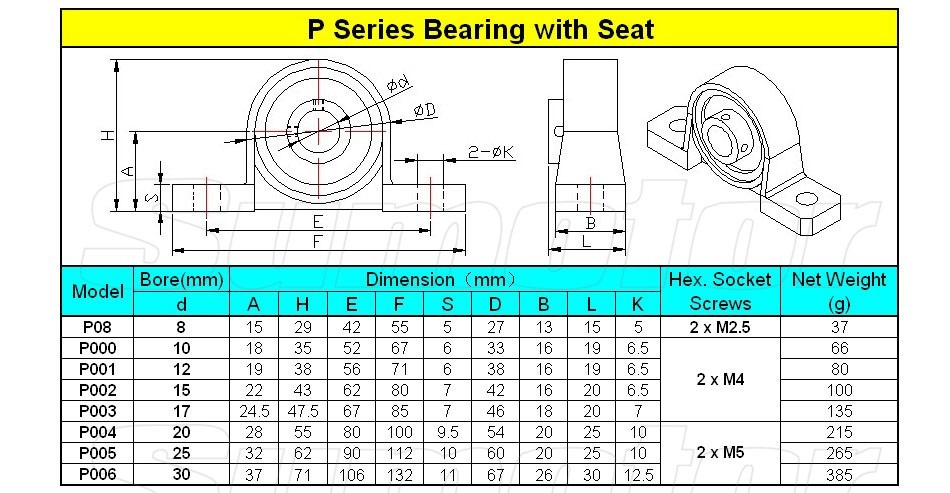 P Series Bearing with Seat
Ød
ØD
2-ØK
H
A
S
E
F
B
L
Sumotor Sumotor
Model Bore(mm) Dimension (mm) Hex. Socket Screws Net Weight (g)
d A H E F S D B L K
P08 8 15 29 42 55 5 27 13 15 5 2 x M2.5 37
P000 10 18 35 52 67 6 33 16 19 6.5 66
P001 12 19 38 56 71 6 38 16 19 6.5 80
2 x M4
P002 15 22 43 62 80 7 42 16 20 6.5 100
P003 17 24.5 47.5 67 85 7 46 18 20 7 135
P004 20 28 55 80 100 9.5 54 20 25 10 215
P005 25 32 62 90 112 10 60 20 25 10 2 x M5 265
P006 30 37 71 106 132 11 67 26 30 12.5 385